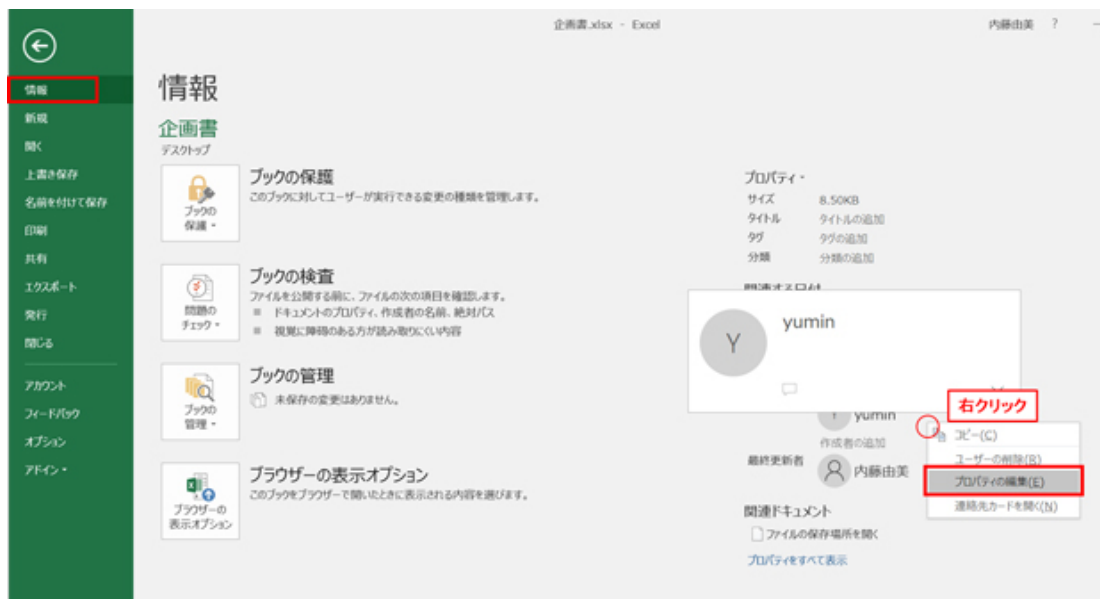 企画書.xlsx - Excel
内藤由美 ?
情報
新規
開く
上書き保存
名前を付けて保存
印刷
共有
エクスポート
発行
閉じる
アカウント
フィードバック
オプション
アドイン
情報
企画書
デスクトップ
ブックの保護
ブックの保護
このブックに対してユーザーが実行できる変更の種類を管理します。
問題のチェック
ブックの検査
ファイルを公開する前に、ファイルの次の項目を確認します。
ドキュメントのプロパティ、作成者の名前、絶対パス
視覚に障碍のある方が読み取りにくい内容
ブックの管理
ブックの管理
未保存の変更はありません。
ブラウザーの表示オプション
ブラウザーの表示オプション
このブックをブラウザーで開いたときに表示される内容を選びます。
プロパティ
サイズ 8.50KB
タイトル タイトルの追加
タグ タグの追加
分類 分類の追加
関連する日付
Y yumin
右クリック
Y yumin
作成者の追加
最終更新者 内藤由美
コピー(C)
ユーザーの削除(R)
プロパティの編集(E)
連絡先カードを開く(N)
関連ドキュメント
ファイルの保存場所を開く
プロパティをすべて表示